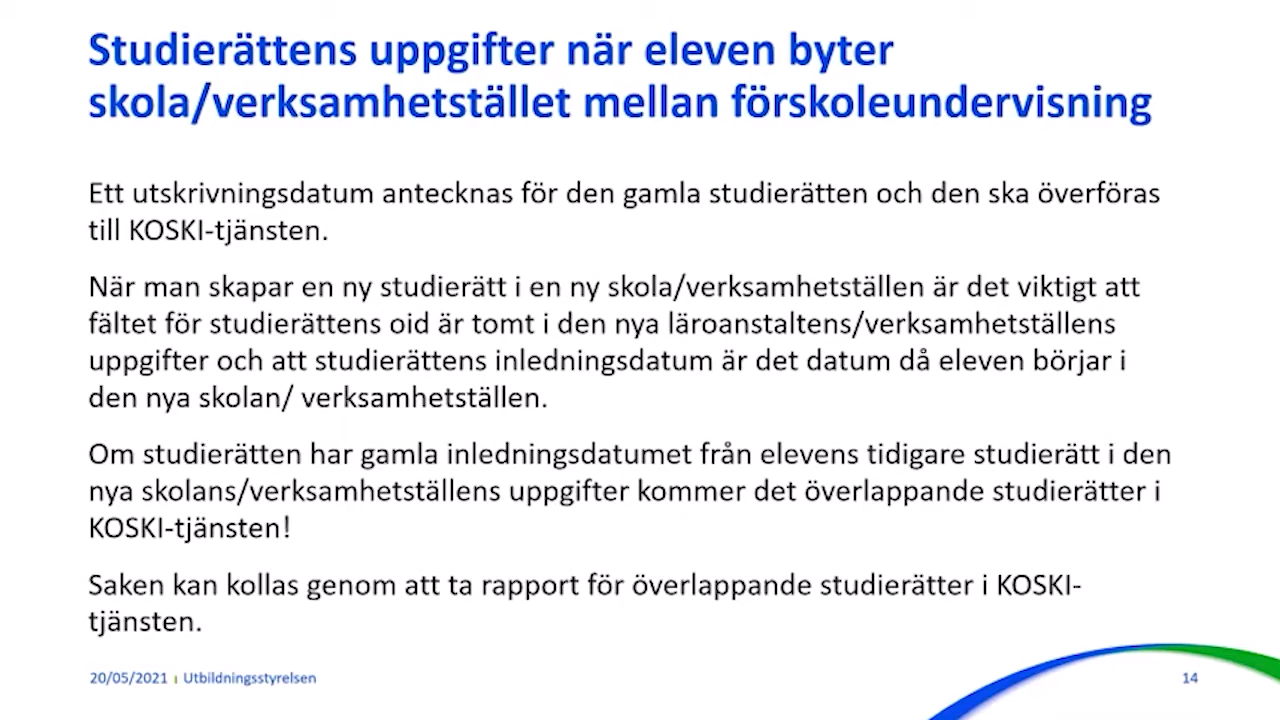 Studierättens uppgifter när eleven byter
skola/verksamhetstället mellan förskoleundervisning
Ett utskrivningsdatum antecknas för den gamla studierätten och den ska överföras
till KOSKI-tjänsten.
När man skapar en ny studierätt i en ny skola/verksamhetställen är det viktigt att
fältet för studierättens oid är tomt i den nya läroanstaltens/verksamhetställens
uppgifter och att studierättens inledningsdatum är det datum då eleven börjar i
den nya skolan/ verksamhetställen.
Om studierätten har gamla inledningsdatumet från elevens tidigare studierätt i den
nya skolans/verksamhetställens uppgifter kommer det överlappande studierätter i
KOSKI-tjänsten!
Saken kan kollas genom att ta rapport för överlappande studierätter i KOSKI-
tjänsten.
20/05/2021 | Utbildningsstyrelsen 14